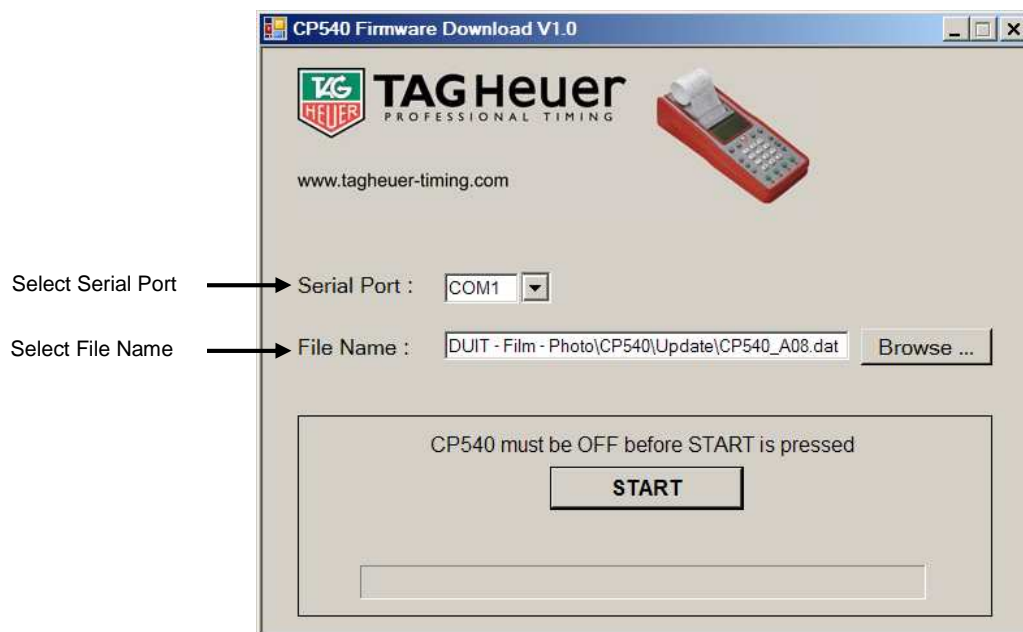 CP540 Firmware Download V1.0
TAG
HEUER
TAGHeuer
PROFESSIONAL TIMING
www.tagheuer-timing.com
Select Serial Port
Serial Port :
COM1
Select File Name
File Name :
DUIT - Film - Photo\CP540\Update\CP540_A08.dat
Browse ...
CP540 must be OFF before START is pressed
START